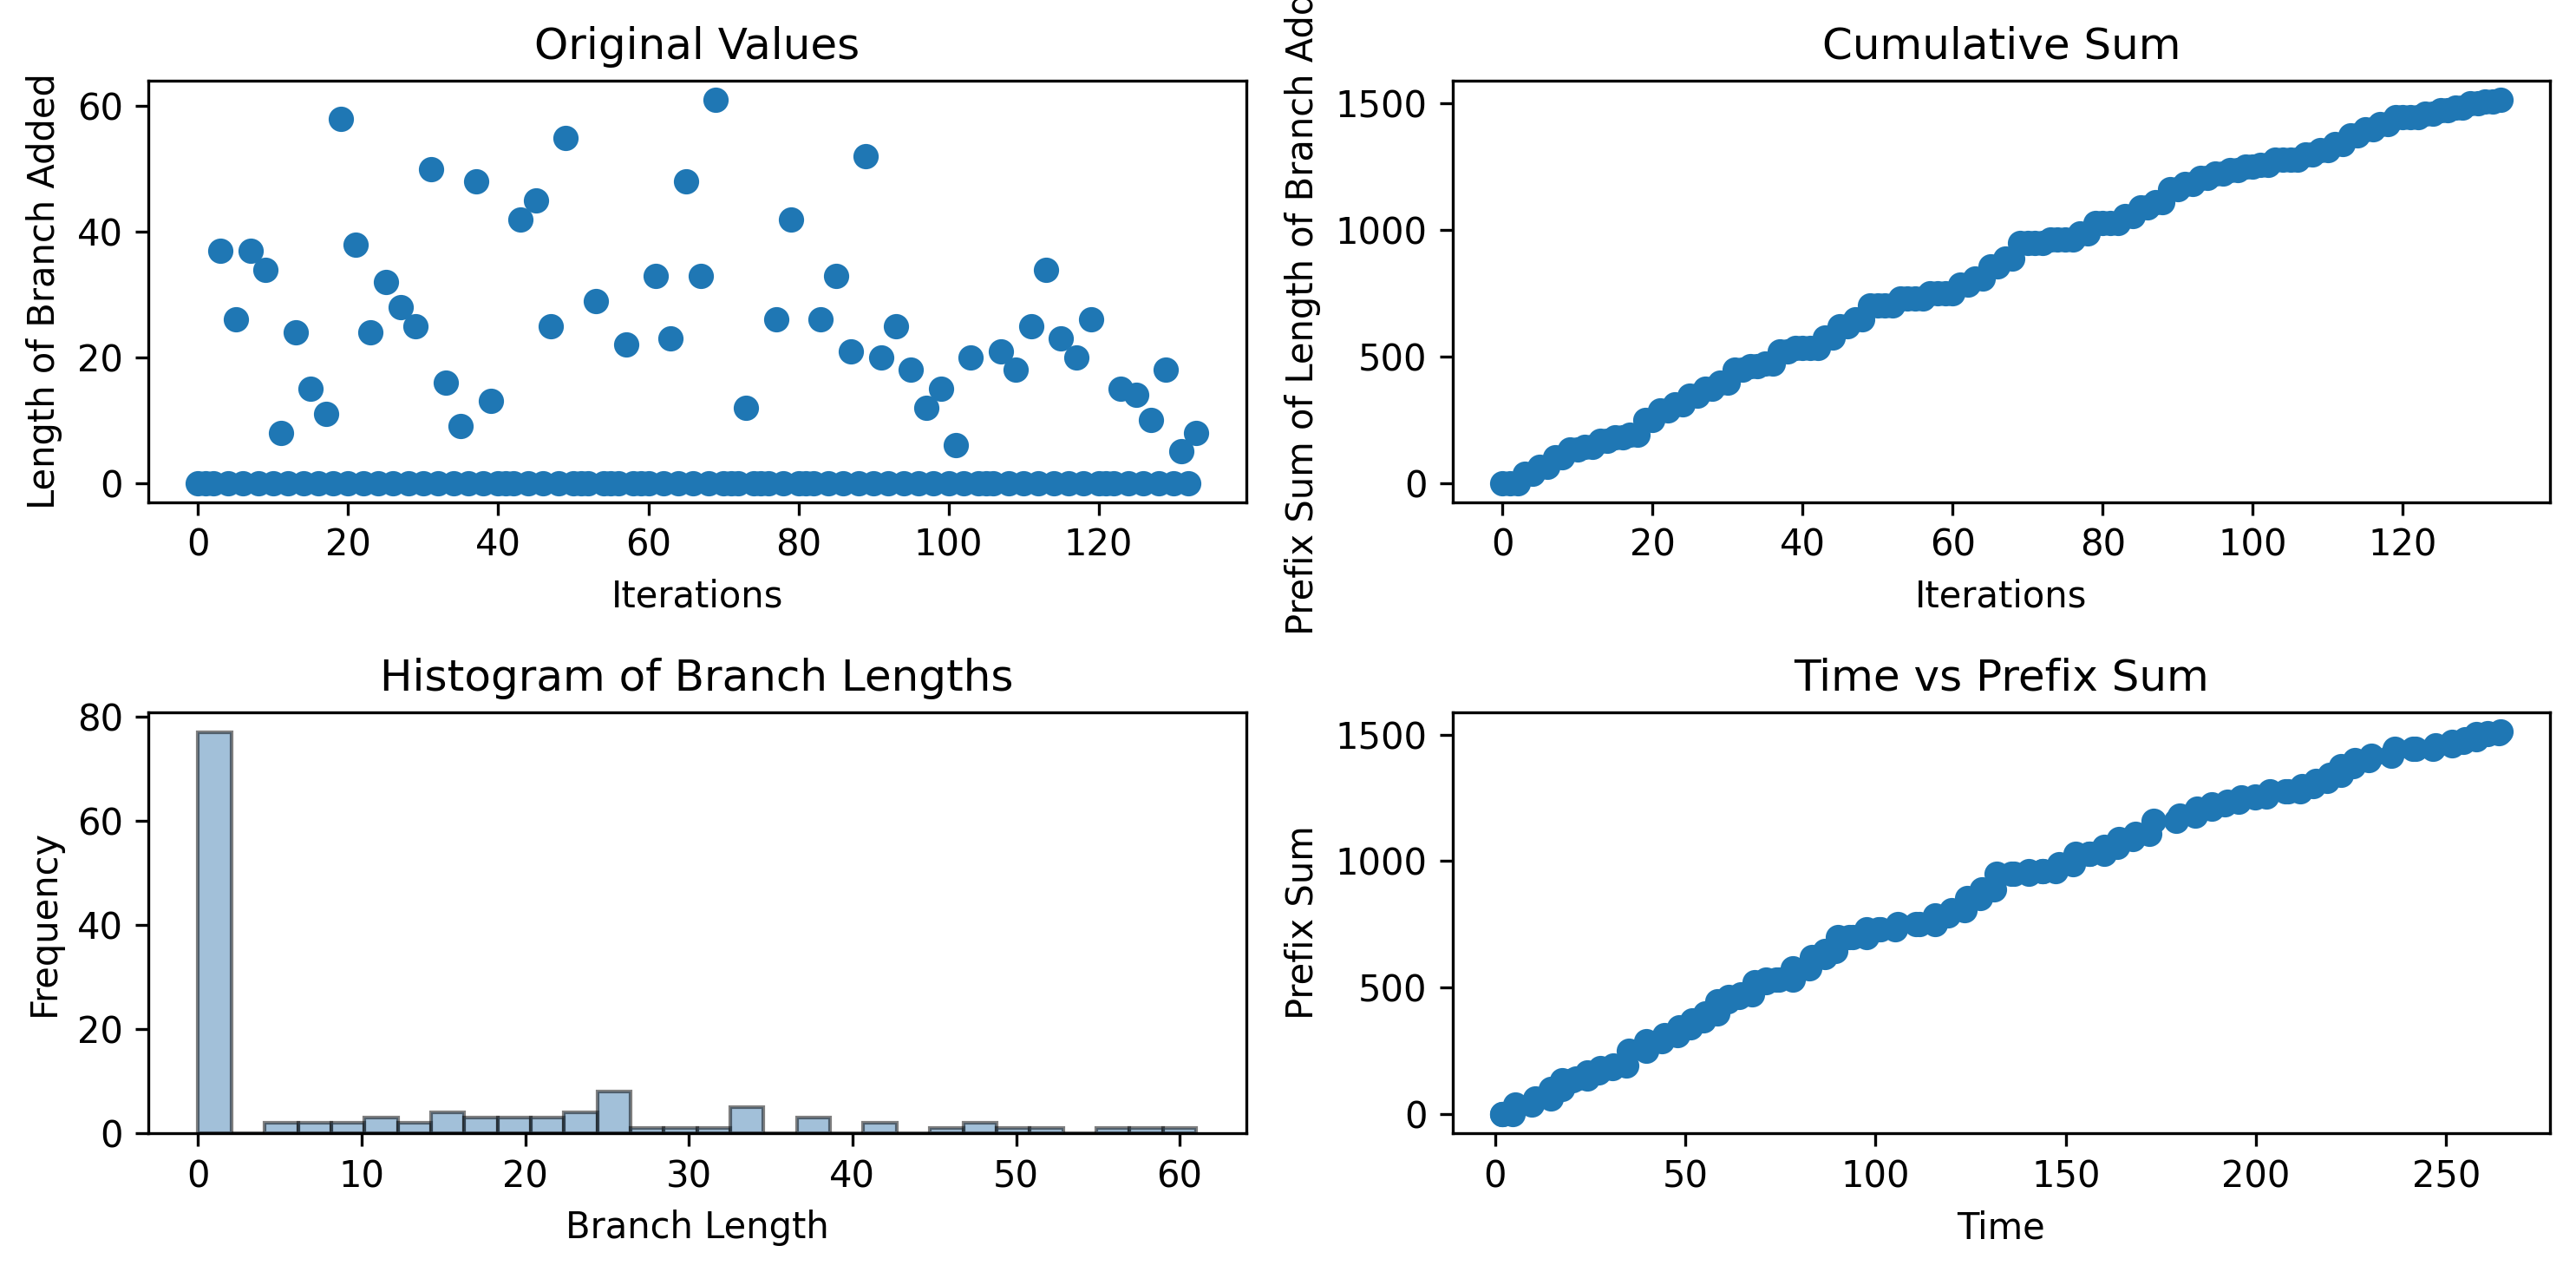 Original Values
Length of Branch Added
60
40
20
0
0 20 40 60 80 100 120
Iterations
Cumulative Sum
Prefix Sum of Length of Branch
1500
1000
500
0
0 20 40 60 80 100 120
Iterations
Histogram of Branch Lengths
Frequency
80
60
40
20
0
0 10 20 30 40 50 60
Branch Length
Time vs Prefix Sum
Prefix Sum
1500
1000
500
0
0 50 100 150 200 250
Time